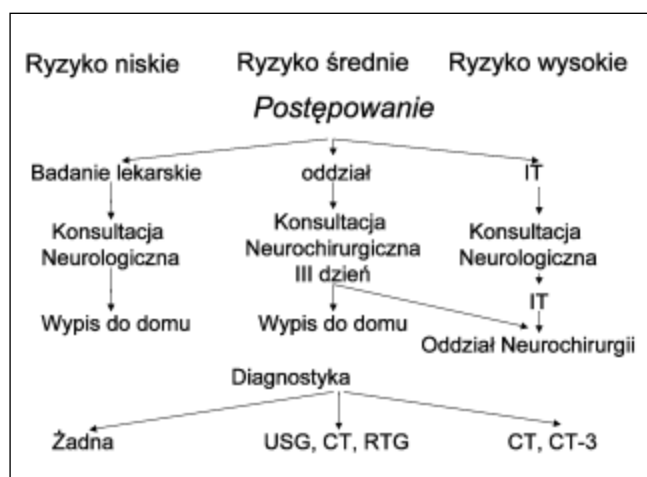 Ryzyko niskie Ryzyko średnie Ryzyko wysokie
Postępowanie
Badanie lekarskie oddział IT
Konsultacja
Neurologiczna
Konsultacja
Neurochirurgiczna
III dzień
Konsultacja
Neurologiczna
IT
Wypis do domu Wypis do domu
Oddział Neurochirurgii
Diagnostyka
Żadna USG, CT, RTG CT, CT-3